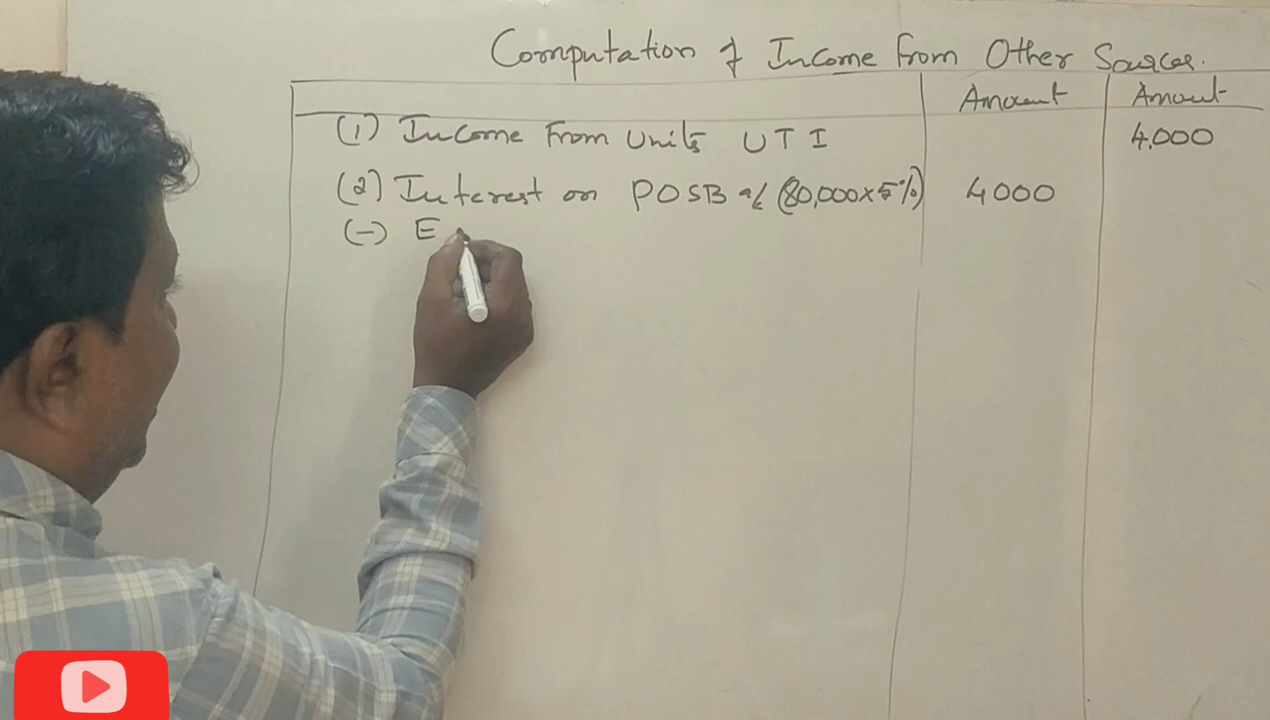 Computation of Income From Other Sources.
Amount Amount
(1) Income From Units UTI 4,000
(2) Interest on POSB a/c (80,000×5%) 4000
(-) E